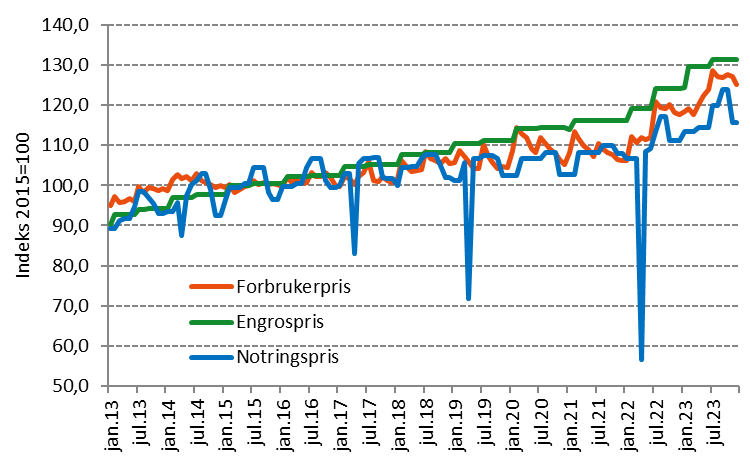 140,0
130,0
120,0
110,0
100,0
90,0
80,0
70,0
60,0
50,0
Indeks 2015=100
Forbrukerpris
Engrospris
Notringspris
jan.13
jul.13
jan.14
jul.14
jan.15
jul.15
jan.16
jul.16
jan.17
jul.17
jan.18
jul.18
jan.19
jul.19
jan.20
jul.20
jan.21
jul.21
jan.22
jul.22
jan.23
jul.23